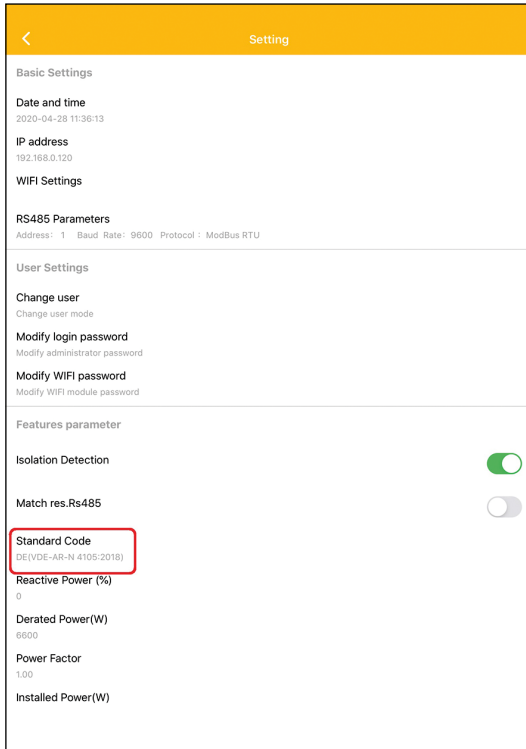 Setting
Basic Settings
Date and time
2020-04-28 11:36:13
IP address
192.168.0.120
WIFI Settings
RS485 Parameters
Address: 1 Baud Rate: 9600 Protocol : ModBus RTU
User Settings
Change user
Change user mode
Modify login password
Modify administrator password
Modify WIFI password
Modify WIFI module password
Features parameter
Isolation Detection
Match res.Rs485
Standard Code
DE(VDE-AR-N 4105:2018)
Reactive Power (%)
0
Derated Power(W)
6600
Power Factor
1.00
Installed Power(W)